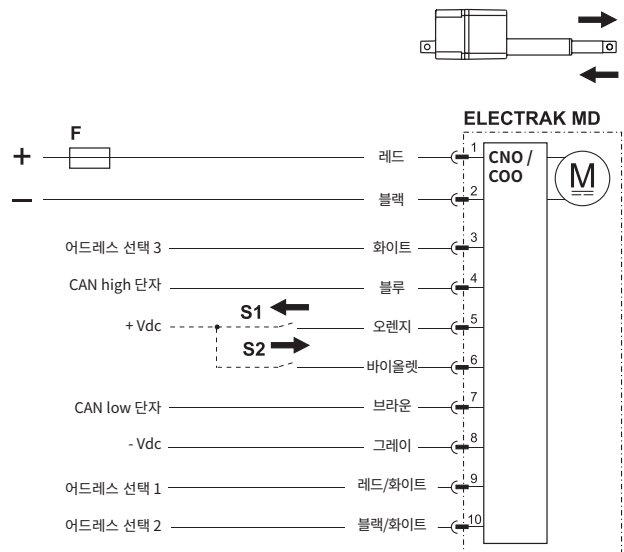 ELECTRAK MD
F
+ 레드 1 CNO / COO M
− 블랙 2
어드레스 선택 3 화이트 3
CAN high 단자 블루 4
S1
+ Vdc 오렌지 5
S2
바이올렛 6
CAN low 단자 브라운 7
- Vdc 그레이 8
어드레스 선택 1 레드/화이트 9
어드레스 선택 2 블랙/화이트 10